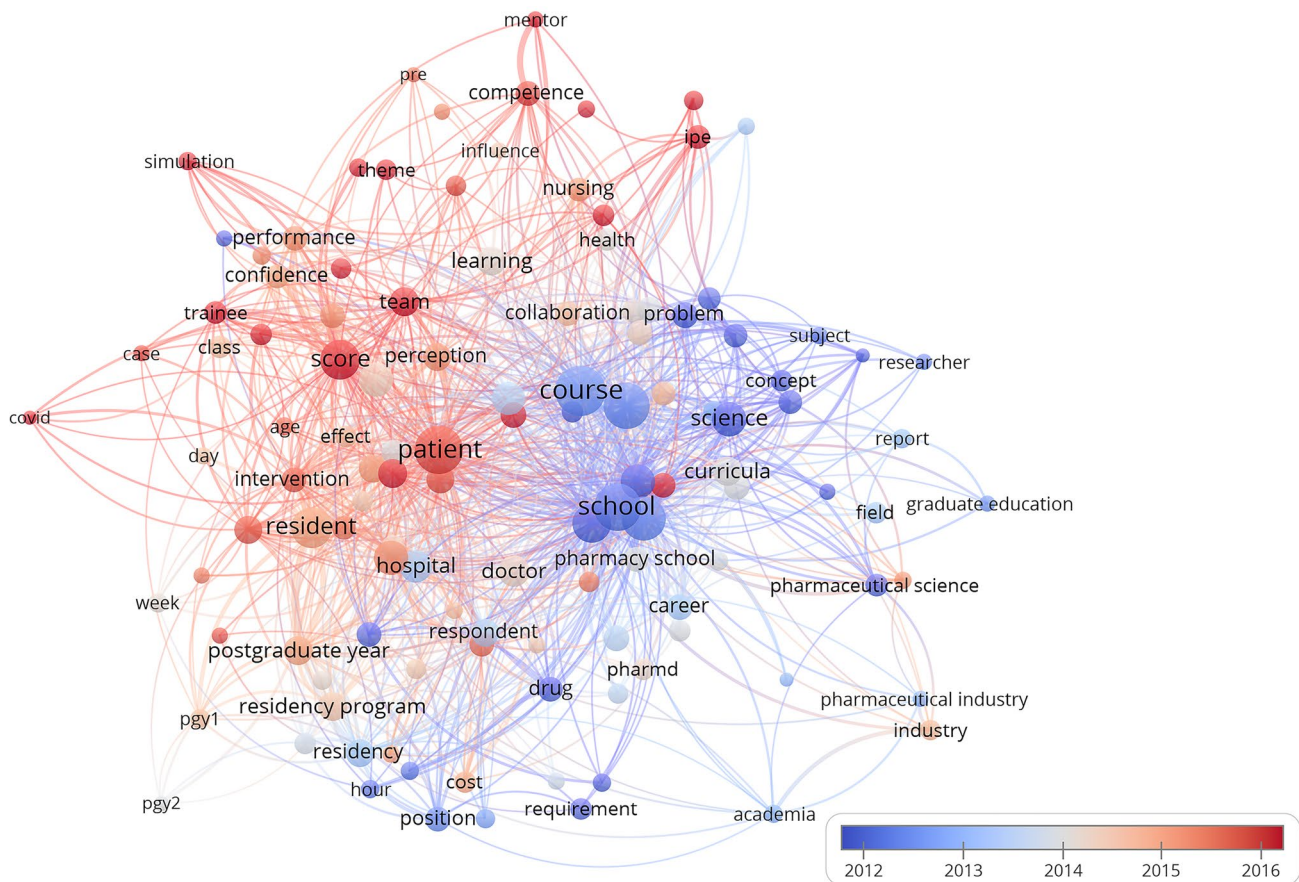 mentor
pre
competence
ipe
influence
simulation
theme
nursing
performance
health
learning
confidence
team
trainee
collaboration
problem
subject
class
case
score
perception
researcher
concept
course
covid
science
age
effect
report
day
patient
intervention
curricula
school
graduate education
field
resident
pharmacy school
hospital
doctor
pharmaceutical science
week
career
respondent
postgraduate year
pharmd
drug
pharmaceutical industry
residency program
pgy1
industry
residency
cost
hour
pgy2
requirement
position
academia
2012
2013
2014
2015
2016